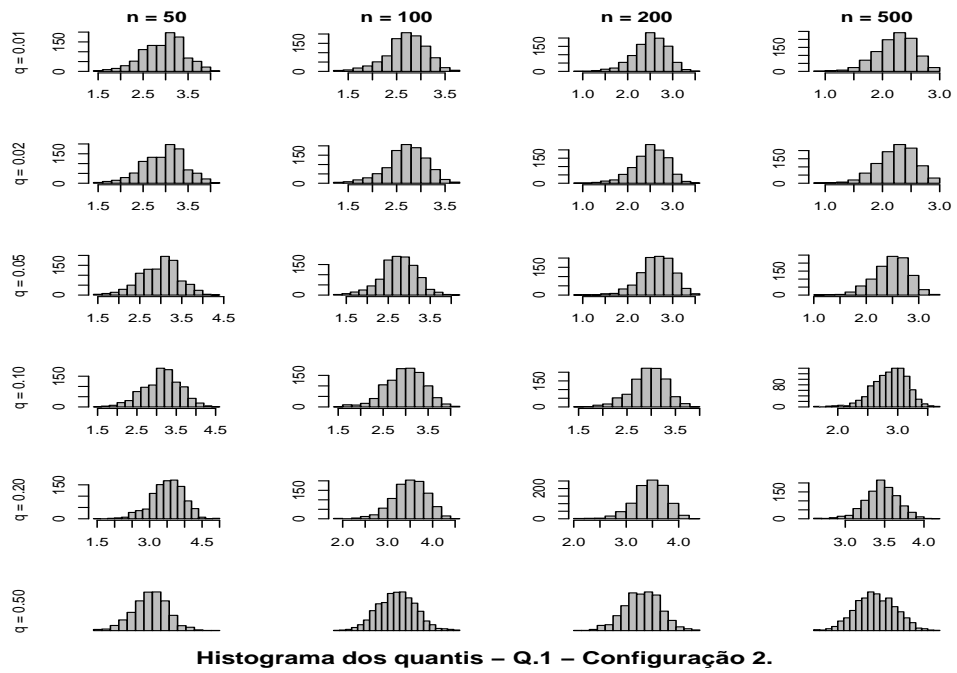 n = 50 n = 100 n = 200 n = 500
q = 0.01
0 150 0 150 0 150 0 150
1.5 2.5 3.5 1.5 2.5 3.5 1.0 2.0 3.0 1.0 2.0 3.0
q = 0.02
0 150 0 150 0 150 0 150
1.5 2.5 3.5 1.5 2.5 3.5 1.0 2.0 3.0 1.0 2.0 3.0
q = 0.05
0 150 0 150 0 150 0 150
1.5 2.5 3.5 4.5 1.5 2.5 3.5 1.0 2.0 3.0 1.0 2.0 3.0
q = 0.10
0 150 0 150 0 150 0 80
1.5 2.5 3.5 4.5 1.5 2.5 3.5 1.5 2.5 3.5 2.0 3.0
q = 0.20
0 150 0 150 0 200 0 150
1.5 3.0 4.5 2.0 3.0 4.0 2.0 3.0 4.0 3.0 3.5 4.0
q = 0.50
Histograma dos quantis – Q.1 – Configuração 2.